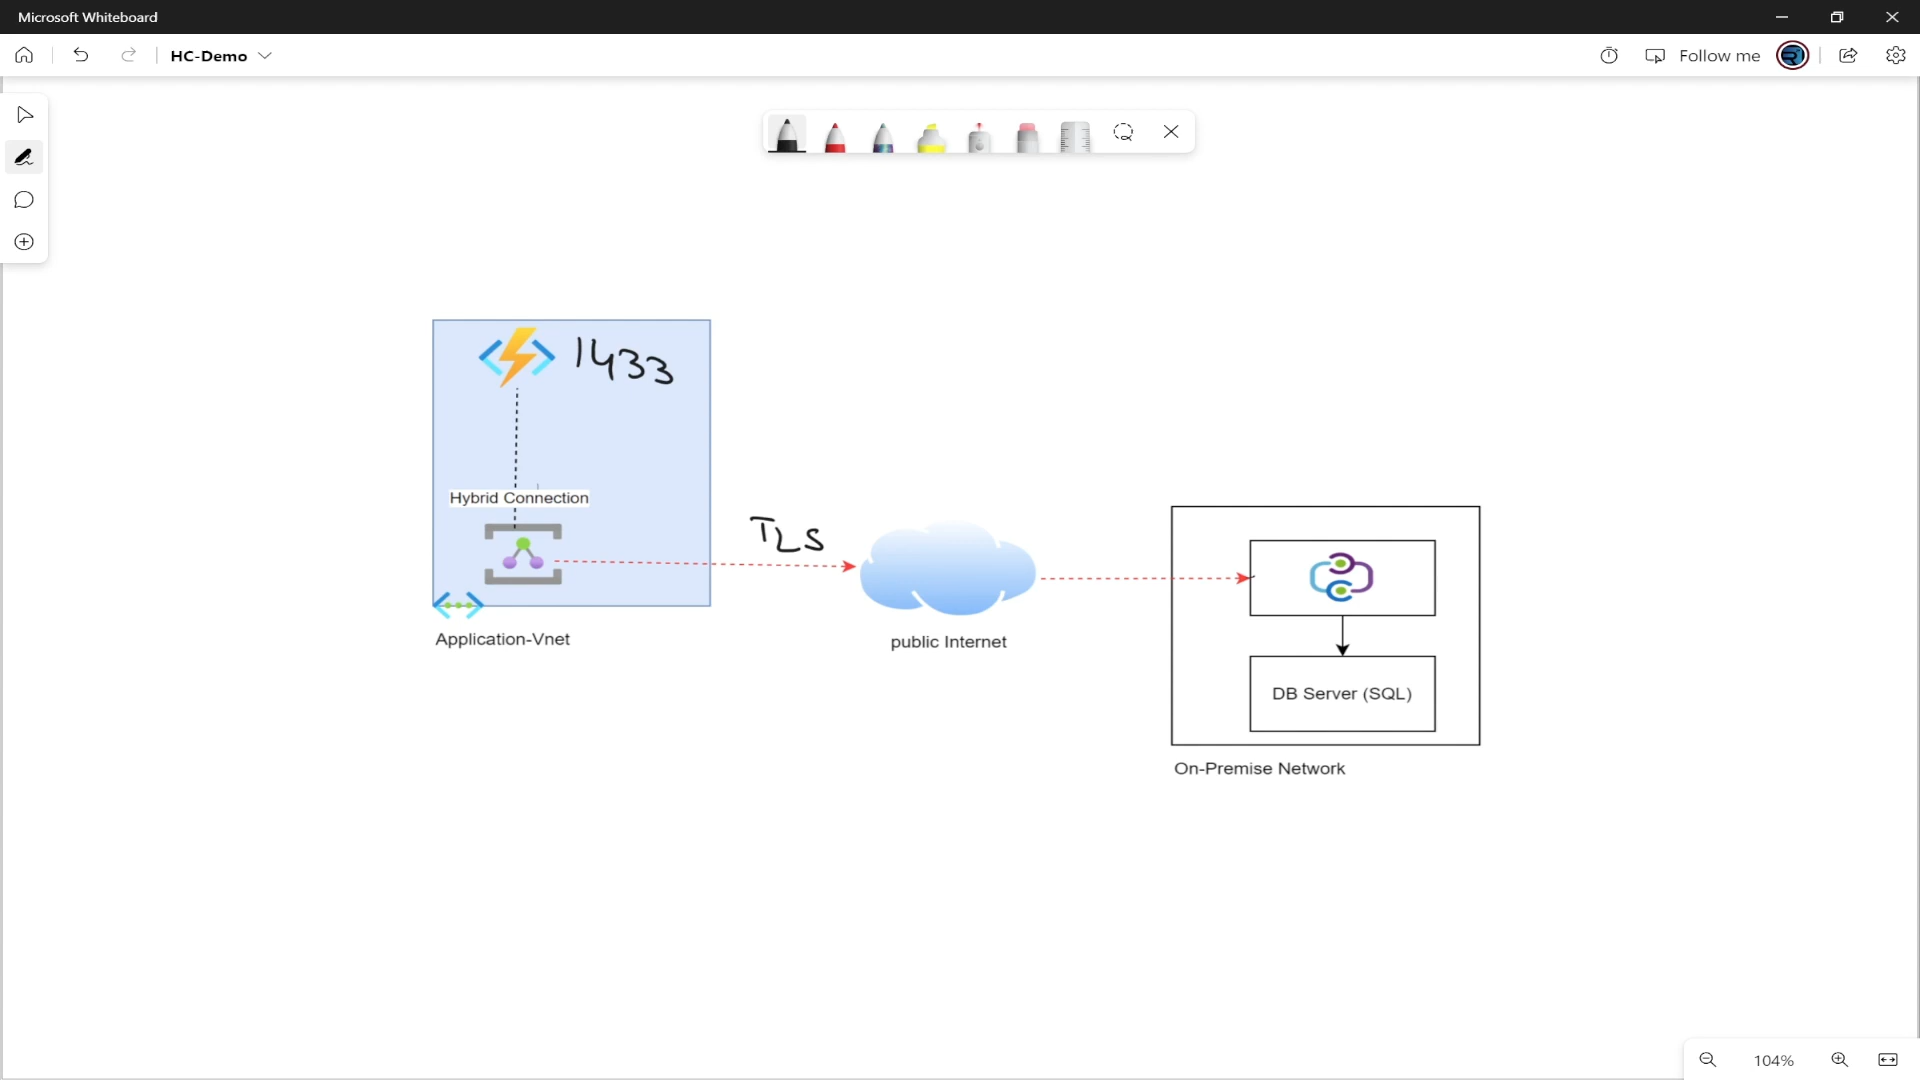 Microsoft Whiteboard
HC-Demo
Follow me
1433
Hybrid Connection
TLS
Application-Vnet
public Internet
DB Server (SQL)
On-Premise Network
104%